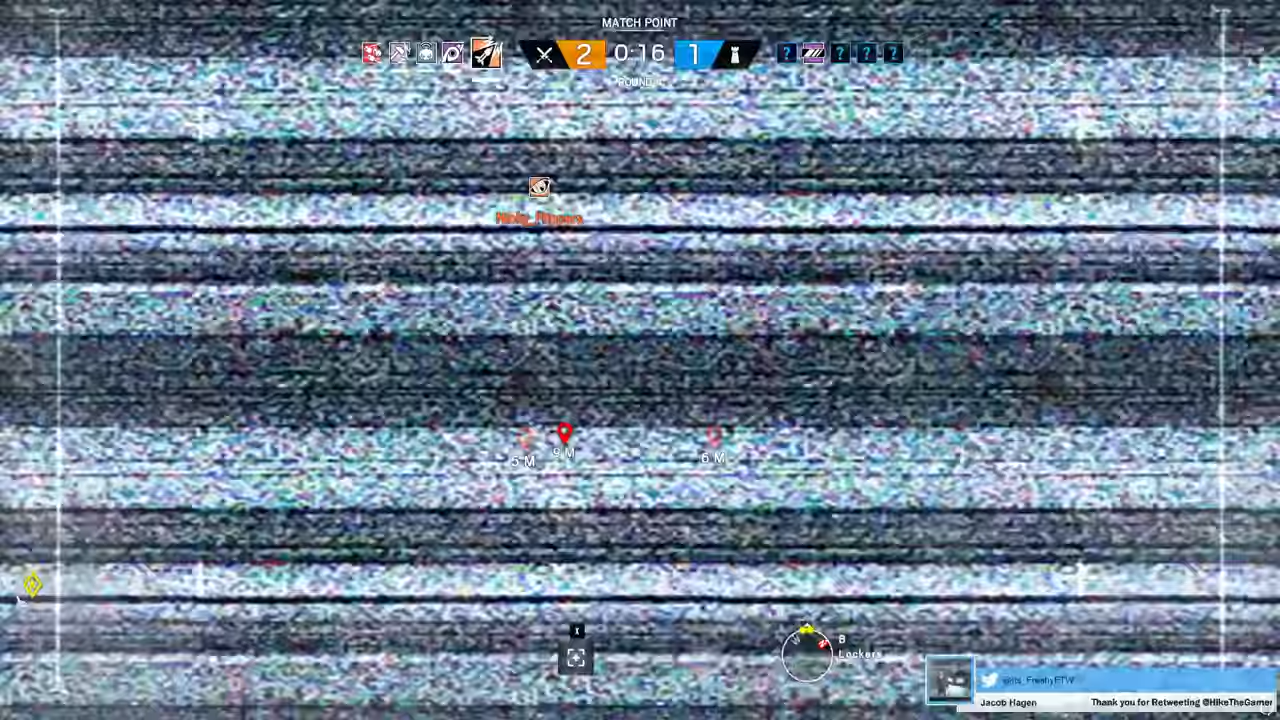 MATCH POINT
2 0:16 1
? ? ? ?
5 M 9 M 6 M
X
W
B
Lockers
Jacob Hagen Thank you for Retweeting @HikeTheGamer